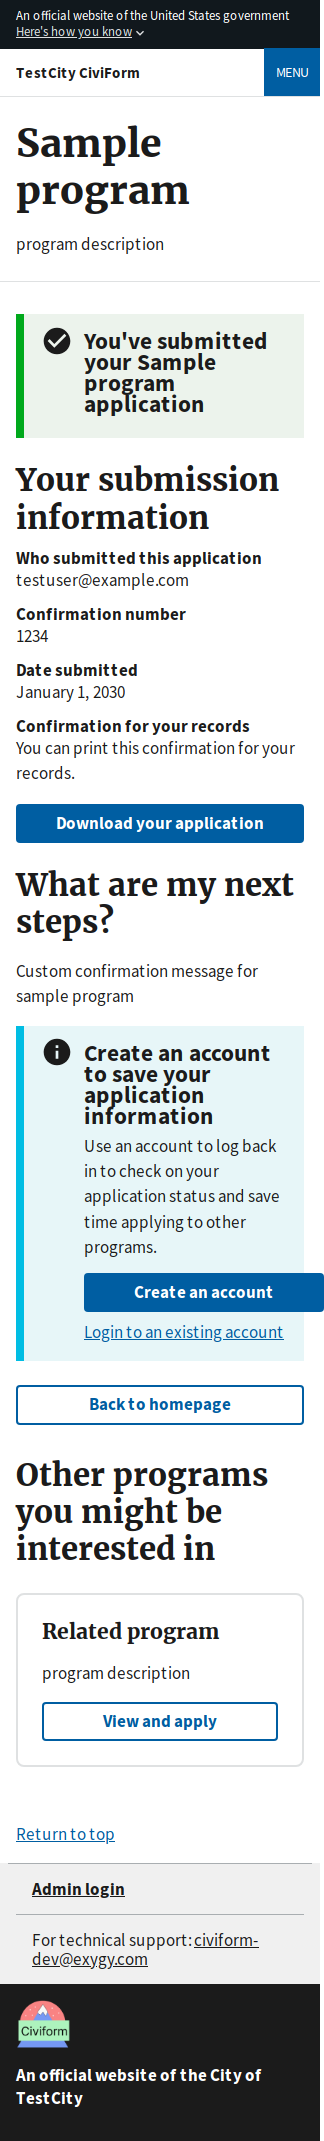 An official website of the United States government
Here's how you know
TestCity CiviForm
MENU
Sample
program
program description
You've submitted
your Sample
program
application
Your submission
information
Who submitted this application
testuser@example.com
Confirmation number
1234
Date submitted
January 1, 2030
Confirmation for your records
You can print this confirmation for your
records.
Download your application
What are my next
steps?
Custom confirmation message for
sample program
Create an account
to save your
application
information
Use an account to log back
in to check on your
application status and save
time applying to other
programs.
Create an account
Login to an existing account
Back to homepage
Other programs
you might be
interested in
Related program
program description
View and apply
Return to top
Admin login
For technical support: civiform-
dev@exygy.com
Civiform
An official website of the City of
TestCity